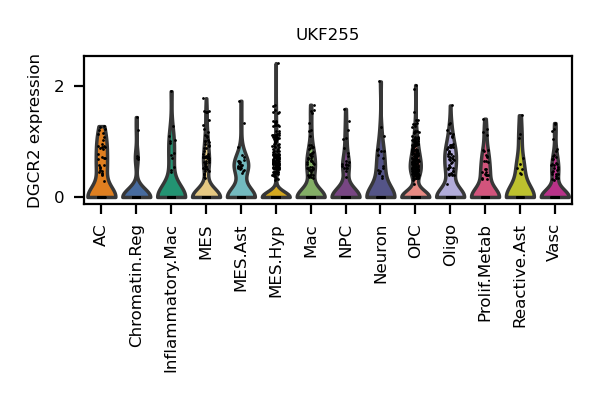 UKF255
DGCR2 expression
2
0
AC
Chromatin.Reg
Inflammatory.Mac
MES
MES.Ast
MES.Hyp
Mac
NPC
Neuron
OPC
Oligo
Prolif.Metab
Reactive.Ast
Vasc